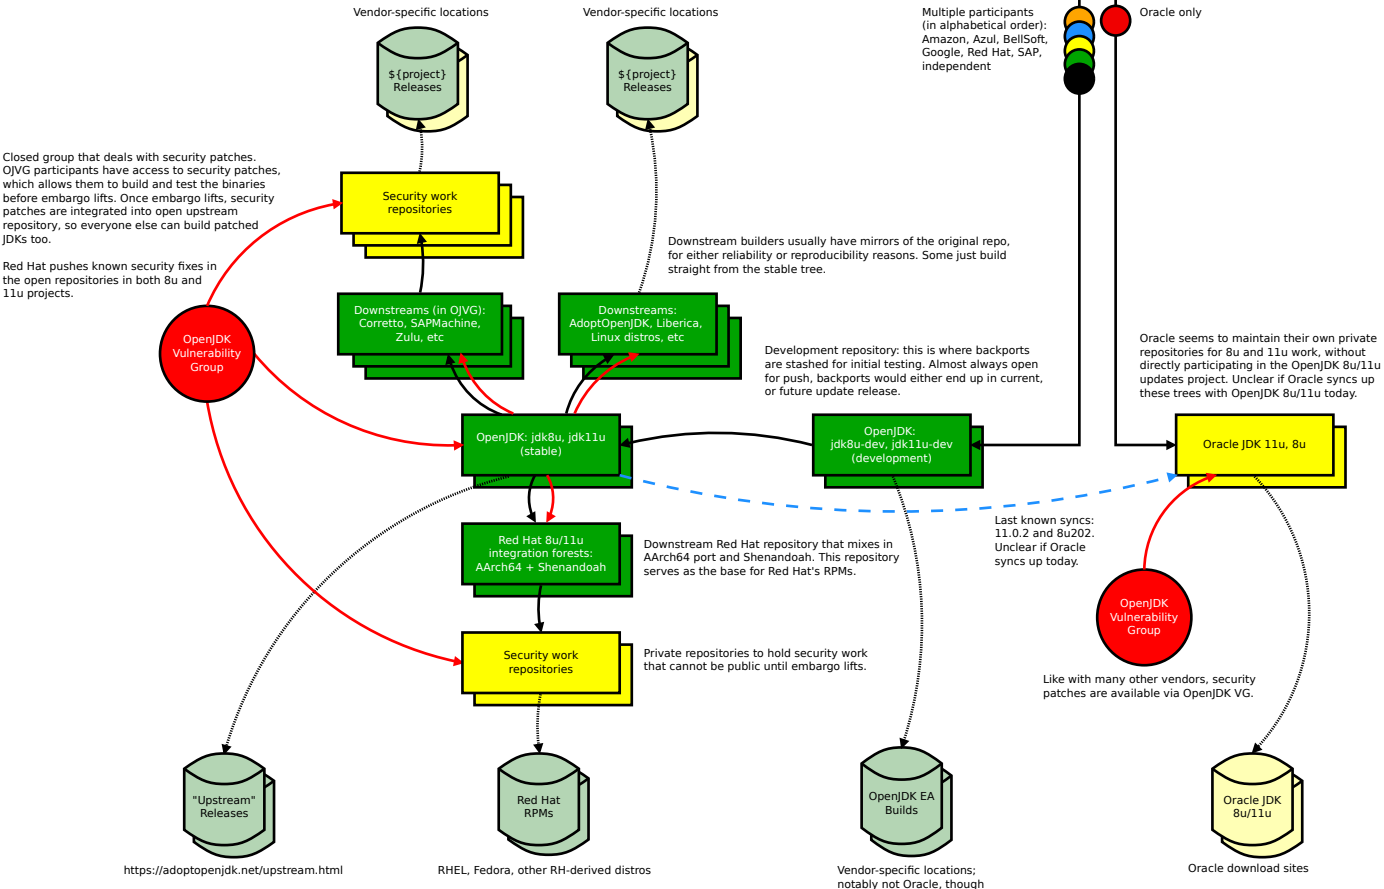 Vendor-specific locations
Vendor-specific locations
Multiple participants
(in alphabetical order):
Amazon, Azul, BellSoft,
Google, Red Hat, SAP,
independent
Oracle only
${project}
Releases
${project}
Releases
Closed group that deals with security patches.
OJVG participants have access to security patches,
which allows them to build and test the binaries
before embargo lifts. Once embargo lifts, security
patches are integrated into open upstream
repository, so everyone else can build patched
JDKs too.
Red Hat pushes known security fixes in
the open repositories in both 8u and
11u projects.
Security work
repositories
Downstream builders usually have mirrors of the original repo,
for either reliability or reproducibility reasons. Some just build
straight from the stable tree.
Downstreams (in OJVG):
Corretto, SAPMachine,
Zulu, etc
Downstreams:
AdoptOpenJDK, Liberica,
Linux distros, etc
OpenJDK
Vulnerability
Group
Development repository: this is where backports
are stashed for initial testing. Almost always open
for push, backports would either end up in current,
or future update release.
Oracle seems to maintain their own private
repositories for 8u and 11u work, without
directly participating in the OpenJDK 8u/11u
updates project. Unclear if Oracle syncs up
these trees with OpenJDK 8u/11u today.
OpenJDK: jdk8u, jdk11u
(stable)
OpenJDK:
jdk8u-dev, jdk11u-dev
(development)
Oracle JDK 11u, 8u
Last known syncs:
11.0.2 and 8u202.
Unclear if Oracle
syncs up today.
Red Hat 8u/11u
integration forests:
AArch64 + Shenandoah
Downstream Red Hat repository that mixes in
AArch64 port and Shenandoah. This repository
serves as the base for Red Hat's RPMs.
OpenJDK
Vulnerability
Group
Security work
repositories
Private repositories to hold security work
that cannot be public until embargo lifts.
Like with many other vendors, security
patches are available via OpenJDK VG.
"Upstream"
Releases
Red Hat
RPMs
OpenJDK EA
Builds
Oracle JDK
8u/11u
https://adoptopenjdk.net/upstream.html
RHEL, Fedora, other RH-derived distros
Vendor-specific locations;
notably not Oracle, though
Oracle download sites